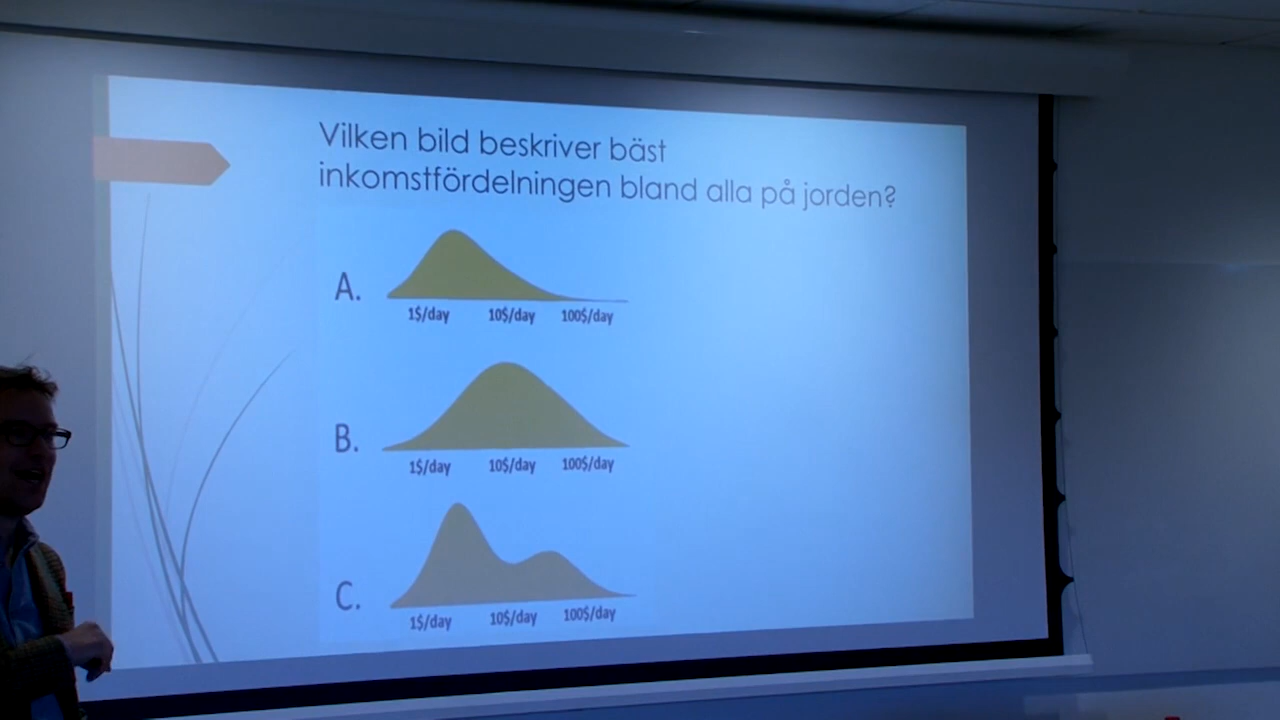 Vilken bild beskriver bäst
inkomstfördelningen bland alla på jorden?
A.
1$/day 10$/day 100$/day
B.
1$/day 10$/day 100$/day
C.
1$/day 10$/day 100$/day